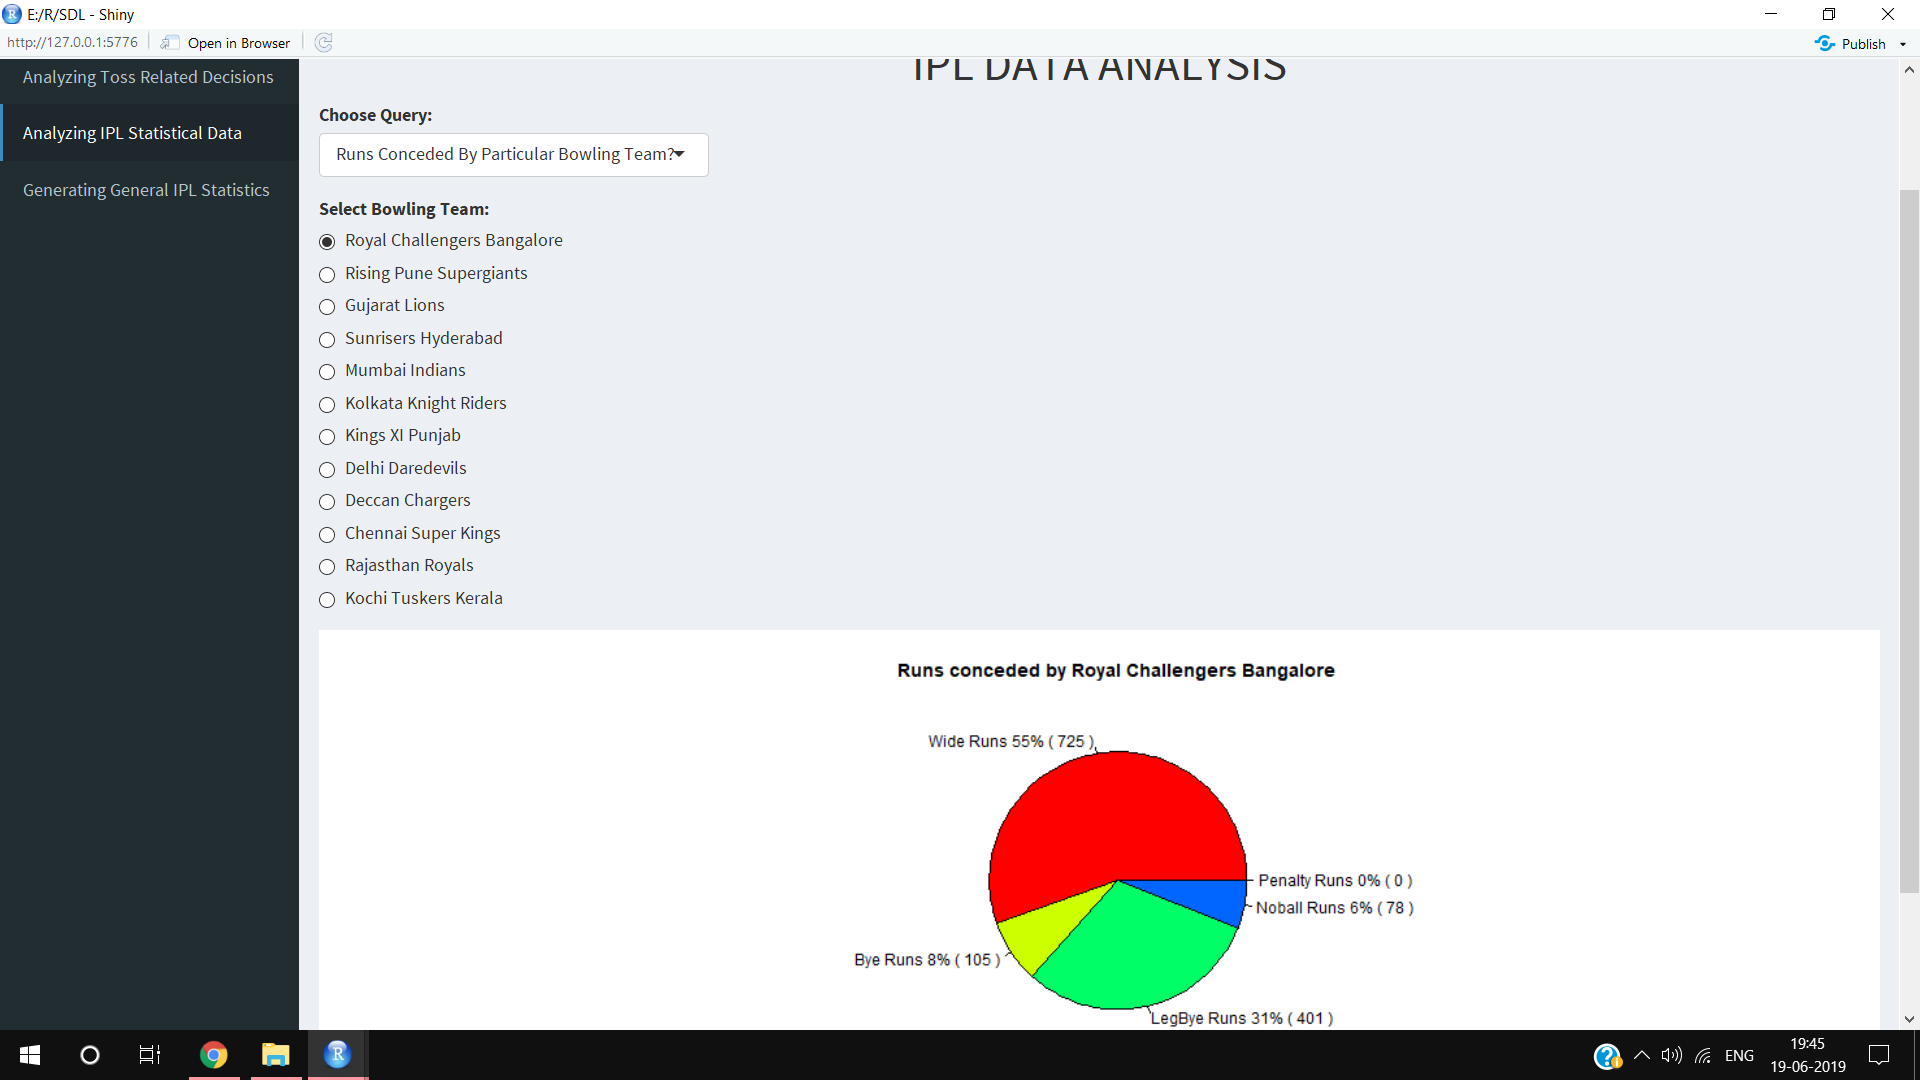 E:/R/SDL - Shiny
http://127.0.0.1:5776
Open in Browser
Publish
Analyzing Toss Related Decisions
Analyzing IPL Statistical Data
Generating General IPL Statistics
IPL DATA ANALYSIS
Choose Query:
Runs Conceded By Particular Bowling Team?
Select Bowling Team:
Royal Challengers Bangalore
Rising Pune Supergiants
Gujarat Lions
Sunrisers Hyderabad
Mumbai Indians
Kolkata Knight Riders
Kings XI Punjab
Delhi Daredevils
Deccan Chargers
Chennai Super Kings
Rajasthan Royals
Kochi Tuskers Kerala
Runs conceded by Royal Challengers Bangalore
Wide Runs 55% ( 725 )
Penalty Runs 0% ( 0 )
Noball Runs 6% ( 78 )
Bye Runs 8% ( 105 )
LegBye Runs 31% ( 401 )
ENG
19:45
19-06-2019